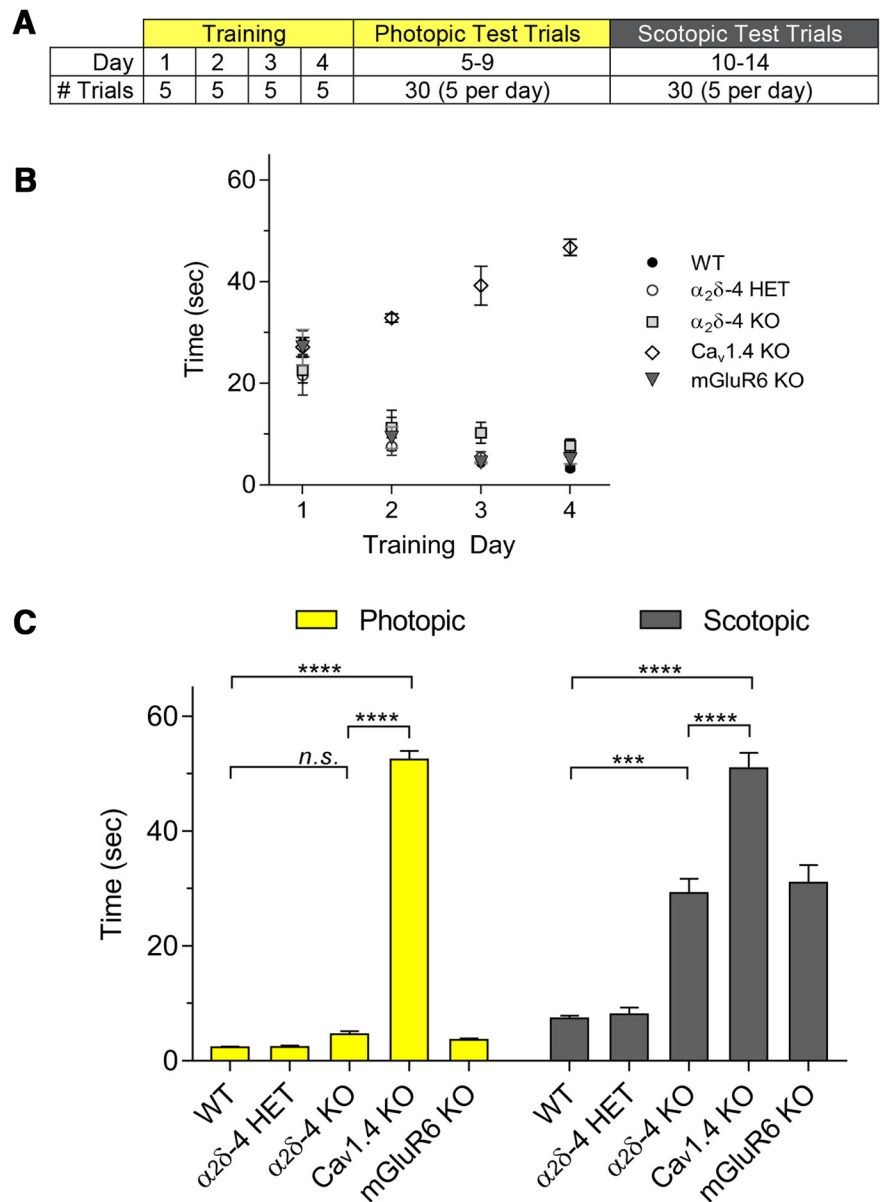 A
Training Photopic Test Trials Scotopic Test Trials
Day 1 2 3 4 5-9 10-14
# Trials 5 5 5 5 30 (5 per day) 30 (5 per day)
B
60
40
20
0
Time (sec)
1 2 3 4
Training Day
WT
α₂δ-4 HET
α₂δ-4 KO
Caᵥ1.4 KO
mGluR6 KO
C
Photopic Scotopic
**** ****
**** ****
n.s. ***
60
40
20
0
Time (sec)
WT α2δ-4 HET α2δ-4 KO Caᵥ1.4 KO mGluR6 KO WT α2δ-4 HET α2δ-4 KO Caᵥ1.4 KO mGluR6 KO